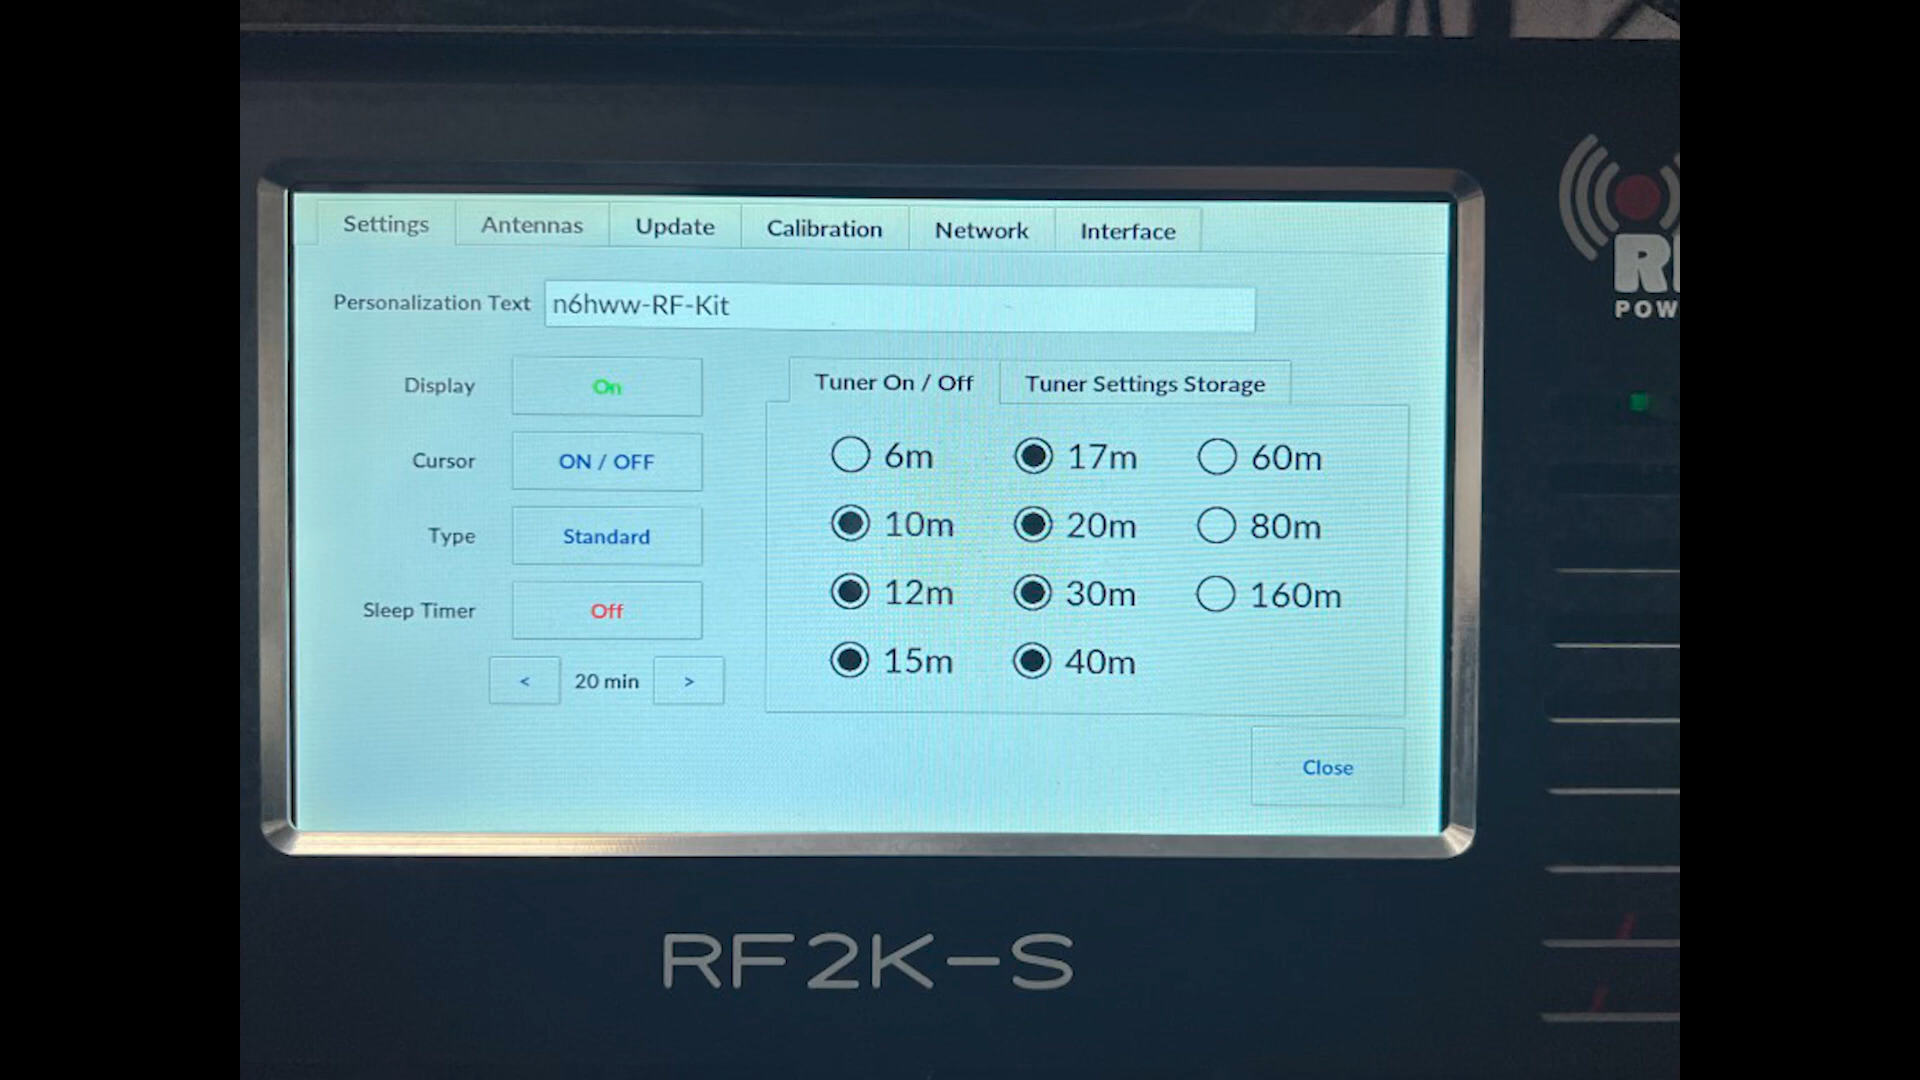 Settings Antennas Update Calibration Network Interface
Personalization Text n6hww-RF-Kit
Display On
Cursor ON / OFF
Type Standard
Sleep Timer Off
< 20 min >
Tuner On / Off Tuner Settings Storage
6m 17m 60m
10m 20m 80m
12m 30m 160m
15m 40m
Close
RF2K-S